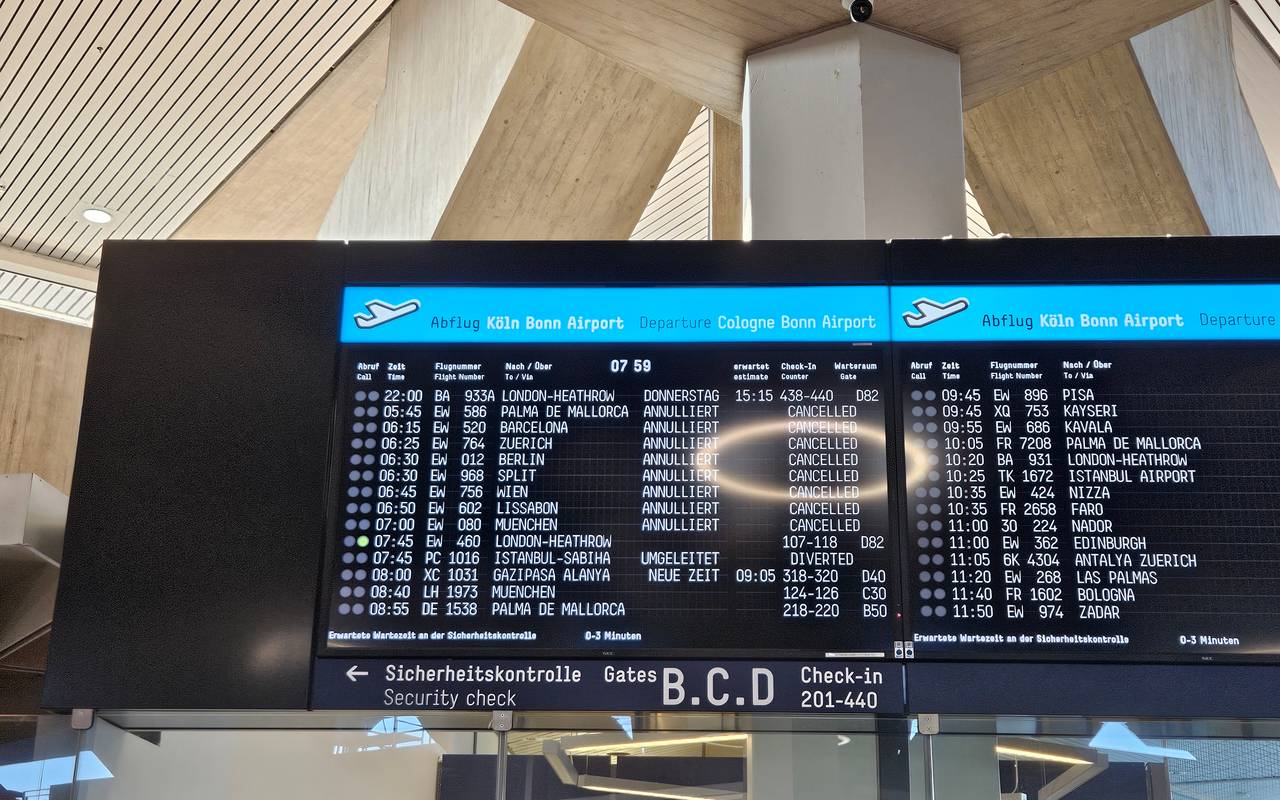 Abflug Köln Bonn Airport Departure Cologne Bonn Airport
Abruf Zeit Flugnummer Nach / Über 07 59 erwartet Check-In Warteraum
Call Time Flight Number To / Via estimate Counter Gate
22:00 BA 933A LONDON-HEATHROW DONNERSTAG 15:15 438-440 D82
05:45 EW 586 PALMA DE MALLORCA ANNULLIERT CANCELLED
06:15 EW 520 BARCELONA ANNULLIERT CANCELLED
06:25 EW 764 ZUERICH ANNULLIERT CANCELLED
06:30 EW 012 BERLIN ANNULLIERT CANCELLED
06:30 EW 968 SPLIT ANNULLIERT CANCELLED
06:45 EW 756 WIEN ANNULLIERT CANCELLED
06:50 EW 602 LISSABON ANNULLIERT CANCELLED
07:00 EW 080 MUENCHEN ANNULLIERT CANCELLED
07:45 EW 460 LONDON-HEATHROW 107-118 D82
07:45 PC 1016 ISTANBUL-SABIHA UMGELEITET DIVERTED
08:00 XC 1031 GAZIPASA ALANYA NEUE ZEIT 09:05 318-320 D40
08:40 LH 1973 MUENCHEN 124-126 C30
08:55 DE 1538 PALMA DE MALLORCA 218-220 B50
Erwartete Wartezeit an der Sicherheitskontrolle 0-3 Minuten
Abflug Köln Bonn Airport Departure
Abruf Zeit Flugnummer Nach / Über
Call Time Flight Number To / Via
09:45 EW 896 PISA
09:45 XQ 753 KAYSERI
09:55 EW 686 KAVALA
10:05 FR 7208 PALMA DE MALLORCA
10:20 BA 931 LONDON-HEATHROW
10:25 TK 1672 ISTANBUL AIRPORT
10:35 EW 424 NIZZA
10:35 FR 2658 FARO
11:00 3O 224 NADOR
11:00 EW 362 EDINBURGH
11:05 6K 4304 ANTALYA ZUERICH
11:20 EW 268 LAS PALMAS
11:40 FR 1602 BOLOGNA
11:50 EW 974 ZADAR
Erwartete Wartezeit an der Sicherheitskontrolle 0-3 Minuten
← Sicherheitskontrolle Gates B.C.D Check-in
Security check 201-440